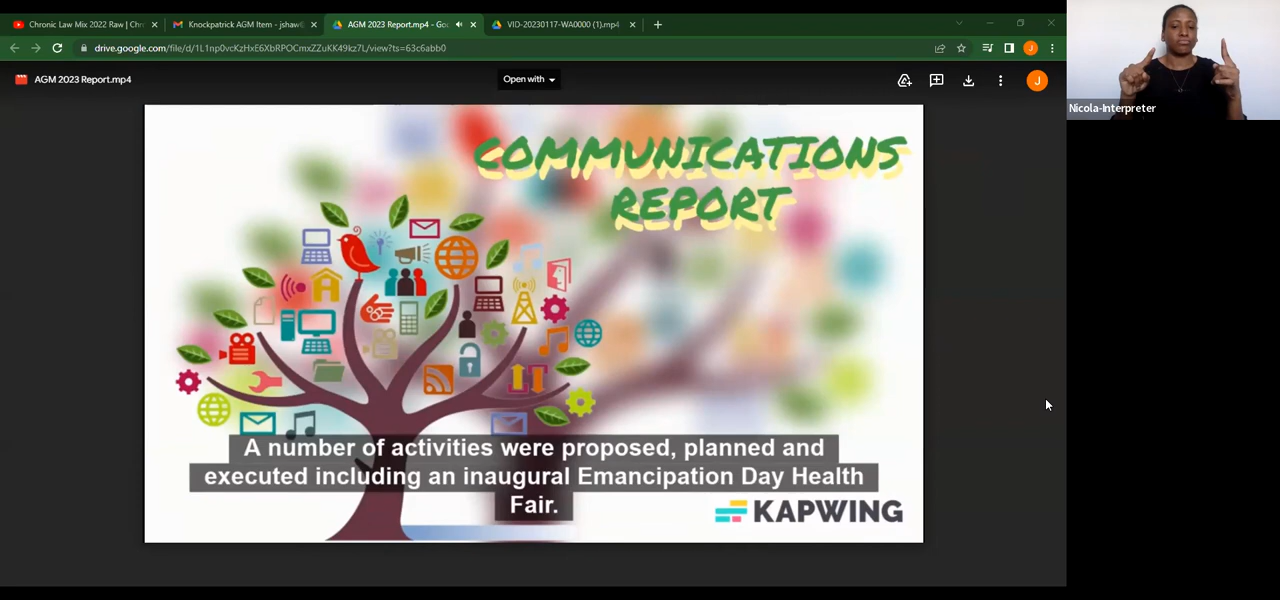 Chronic Law Mix 2022 Raw | Chr
Knockpatrick AGM Item - jshaw
AGM 2023 Report.mp4 - Goo
VID-20230117-WA0000 (1).mp4
drive.google.com/file/d/1L1np0vcKzHxE6XbRPOCmxZZuKK49kz7L/view?ts=63c6abb0
J
AGM 2023 Report.mp4
Open with
J
Nicola-Interpreter
COMMUNICATIONS
REPORT
A number of activities were proposed, planned and
executed including an inaugural Emancipation Day Health
Fair.
KAPWING